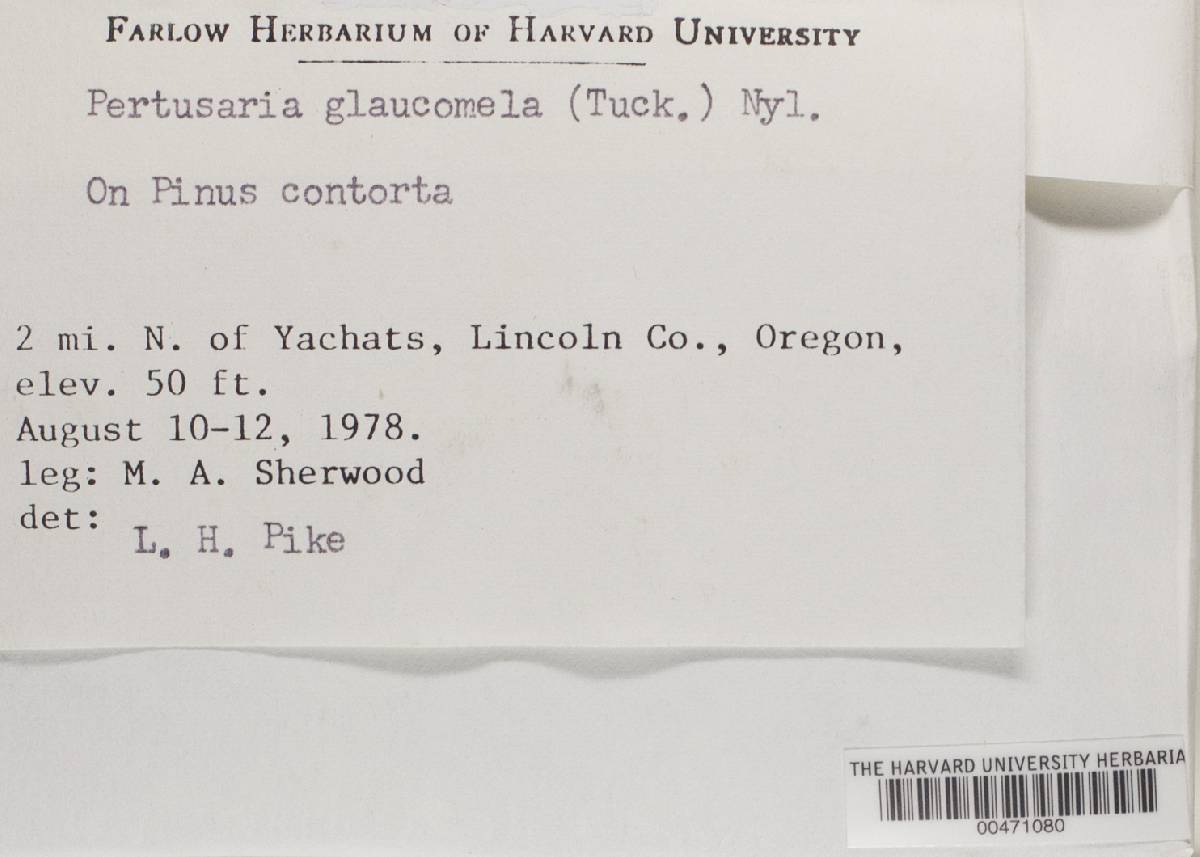 FARLOW HERBARIUM OF HARVARD UNIVERSITY
Pertusaria glaucomela (Tuck.) Nyl.
On Pinus contorta
2 mi. N. of Yachats, Lincoln Co., Oregon,
elev. 50 ft.
August 10-12, 1978.
leg: M. A. Sherwood
det: L. H. Pike
THE HARVARD UNIVERSITY HERBARIA
00471080